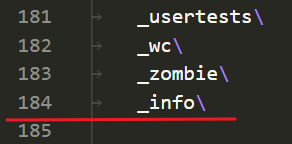 181 → _usertests\
182 → _wc\
183 → _zombie\
184 → _info\
185